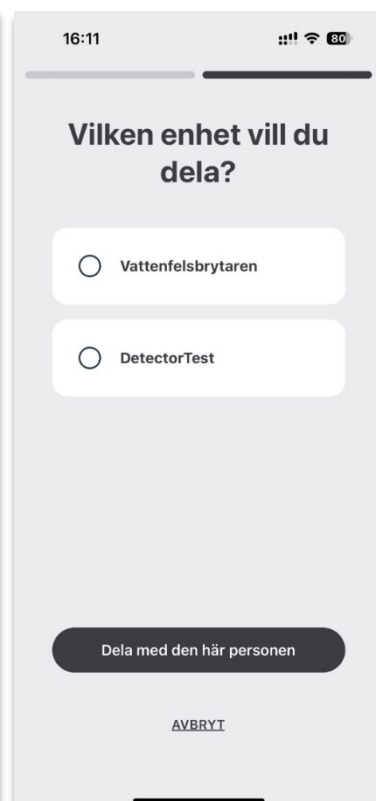 16:11
80
Vilken enhet vill du
dela?
Vattenfelsbrytaren
DetectorTest
Dela med den här personen
AVBRYT